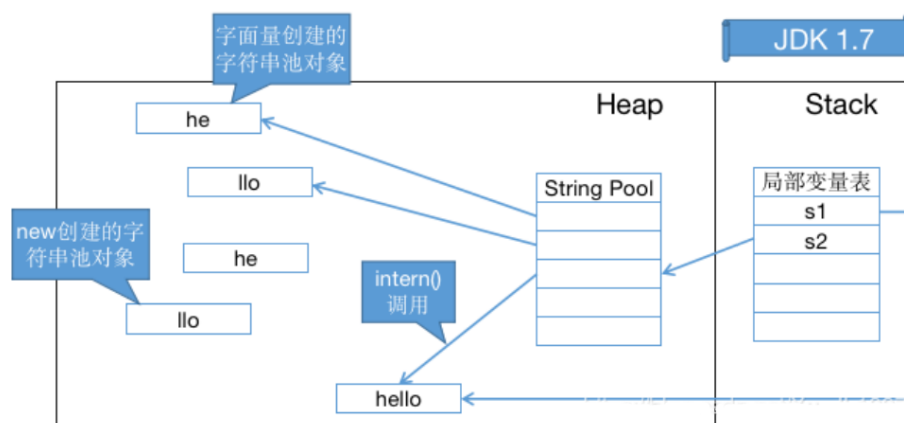 字面量创建的
字符串池对象
JDK 1.7
he
Heap
Stack
llo
String Pool
局部变量表
s1
new创建的字
符串池对象
s2
he
intern()
调用
llo
hello